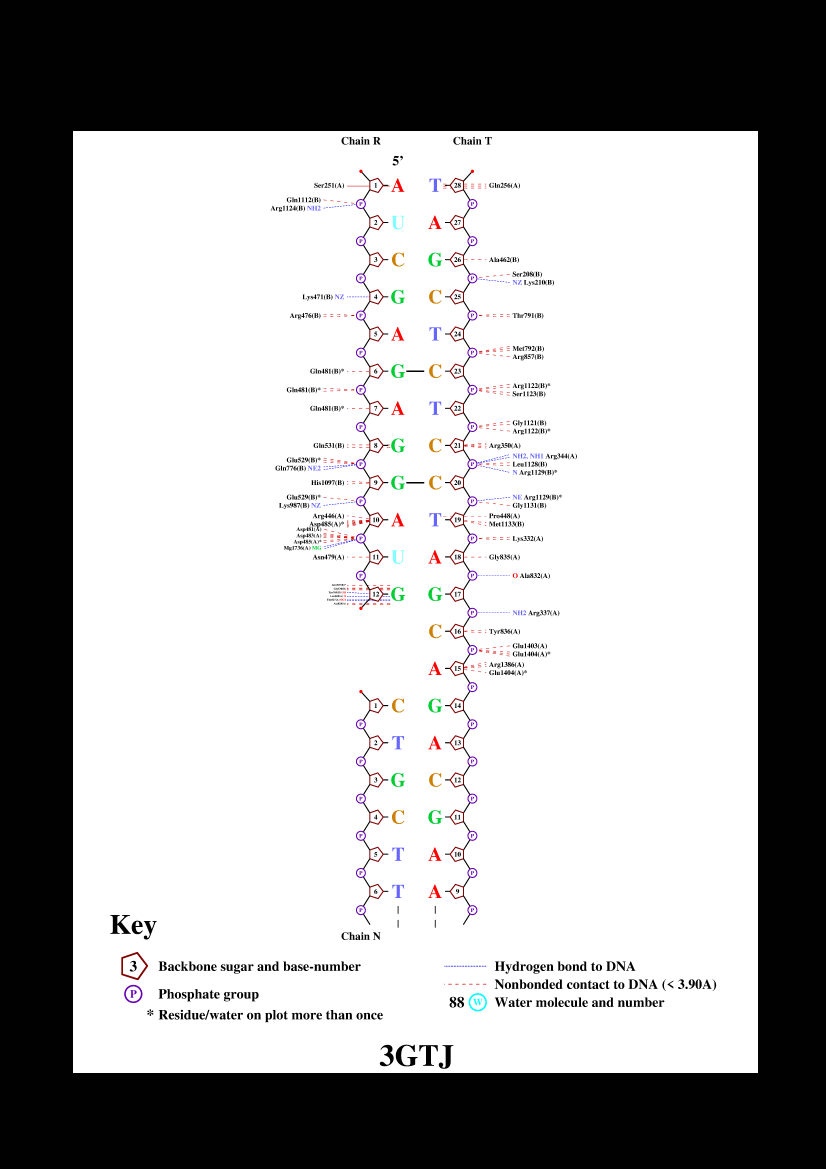 Chain R Chain T
5'
Ser251(A) 1 A T 28 Gln256(A)
Gln1112(B) P P
Arg1124(B) NH2
2 U A 27
P P
3 C G 26 Ala462(B)
Ser208(B)
P P NZ Lys210(B)
Lys471(B) NZ 4 G C 25
Arg476(B) P P Thr791(B)
5 A T 24
P P Met792(B)
Arg857(B)
Gln481(B)* 6 G C 23
Gln481(B)* P P Arg1122(B)*
Ser1123(B)
Gln481(B)* 7 A T 22
P P Gly1121(B)
Arg1122(B)*
Gln531(B) 8 G C 21 Arg350(A)
Glu529(B)* P P NH2, NH1 Arg344(A)
Gln776(B) NE2 Leu1128(B)
N Arg1129(B)*
His1097(B) 9 G C 20
Glu529(B)* P P NE Arg1129(B)*
Lys987(B) NZ Gly1131(B)
Arg446(A) 10 A T 19 Pro448(A)
Asp485(A)* Met1133(B)
Asp481(A)
Asp483(A) P P Lys332(A)
Asp485(A)*
Mg1736(A) MG
Asn479(A) 11 U A 18 Gly835(A)
P P O Ala832(A)
12 G G 17
P NH2 Arg337(A)
C 16 Tyr836(A)
P Glu1403(A)
Glu1404(A)*
A 15 Arg1386(A)
Glu1404(A)*
P
1 C G 14
P P
2 T A 13
P P
3 G C 12
P P
4 C G 11
P P
5 T A 10
P P
6 T A 9
P P
Chain N
Key
3 Backbone sugar and base-number
P Phosphate group
* Residue/water on plot more than once
Hydrogen bond to DNA
Nonbonded contact to DNA (< 3.90A)
88 W Water molecule and number
3GTJ